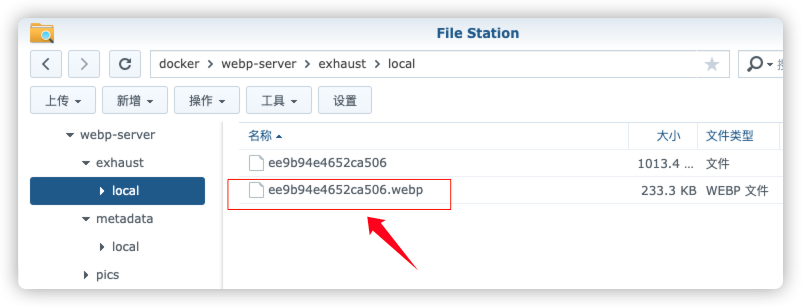 File Station
docker > webp-server > exhaust > local
上传 新增 操作 工具 设置
webp-server
exhaust
local
metadata
local
pics
名称 大小 文件类型
ee9b94e4652ca506 1013.4 ... 文件
ee9b94e4652ca506.webp 233.3 KB WEBP 文件